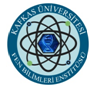 KAFKAS ÜNİVERSİTESİ
FEN BİLİMLERİ ENSTİTÜSÜ